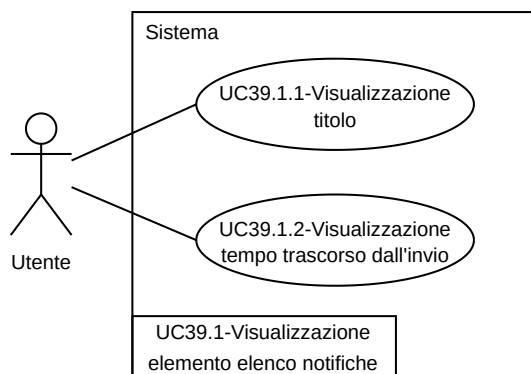 Sistema
UC39.1.1-Visualizzazione
titolo
UC39.1.2-Visualizzazione
tempo trascorso dall'invio
Utente
UC39.1-Visualizzazione
elemento elenco notifiche